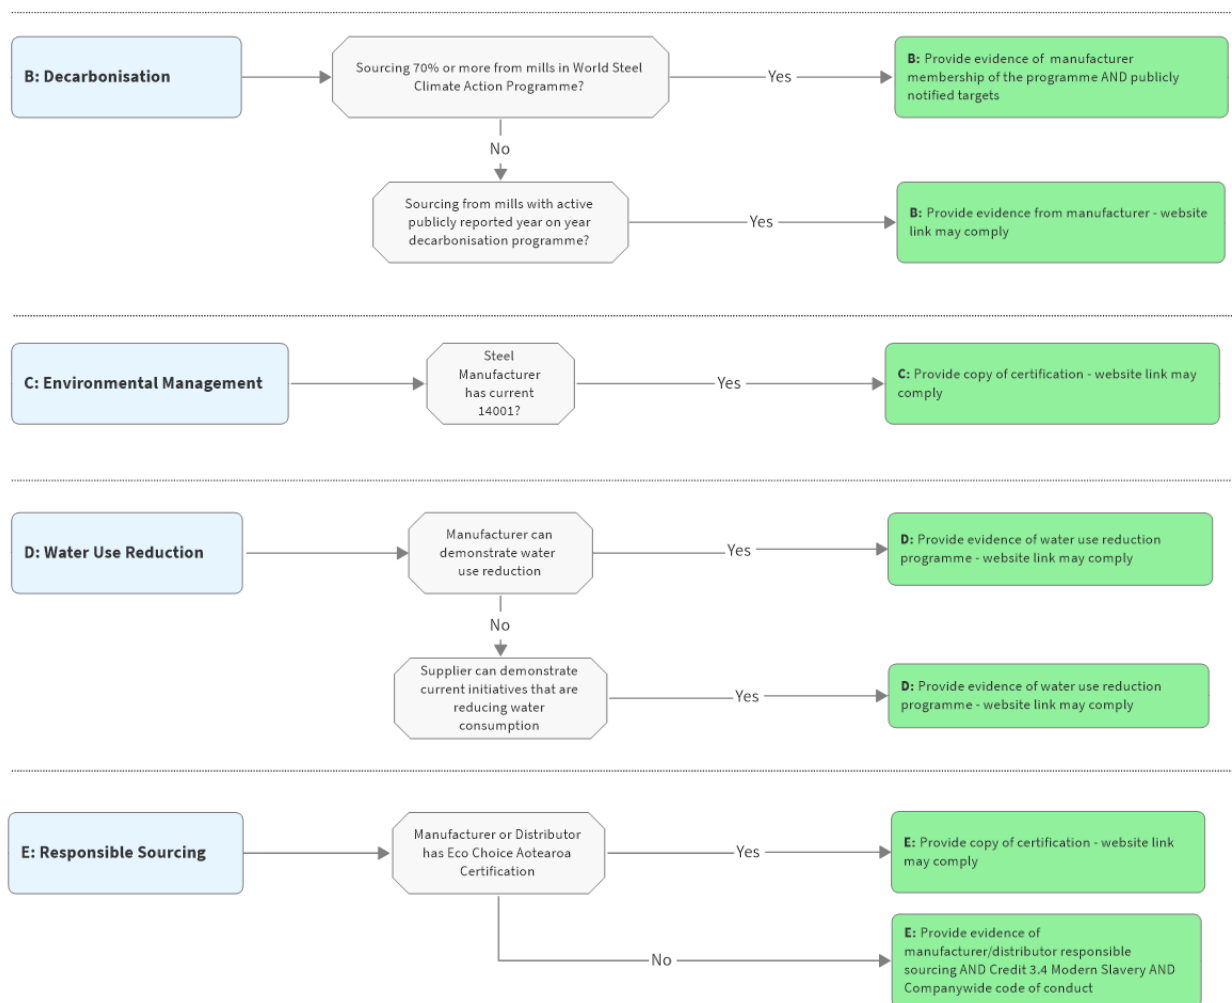 B: Decarbonisation
Sourcing 70% or more from mills in World Steel
Climate Action Programme?
Yes
B: Provide evidence of manufacturer
membership of the programme AND publicly
notified targets
No
Sourcing from mills with active
publicly reported year on year
decarbonisation programme?
Yes
B: Provide evidence from manufacturer - website
link may comply
C: Environmental Management
Steel
Manufacturer
has current
14001?
Yes
C: Provide copy of certification - website link may
comply
D: Water Use Reduction
Manufacturer can
demonstrate water
use reduction
Yes
D: Provide evidence of water use reduction
programme - website link may comply
No
Supplier can demonstrate
current initiatives that are
reducing water
consumption
Yes
D: Provide evidence of water use reduction
programme - website link may comply
E: Responsible Sourcing
Manufacturer or Distributor
has Eco Choice Aotearoa
Certification
Yes
E: Provide copy of certification - website link
may comply
No
E: Provide evidence of
manufacturer/distributor responsible
sourcing AND Credit 3.4 Modern Slavery AND
Companywide code of conduct